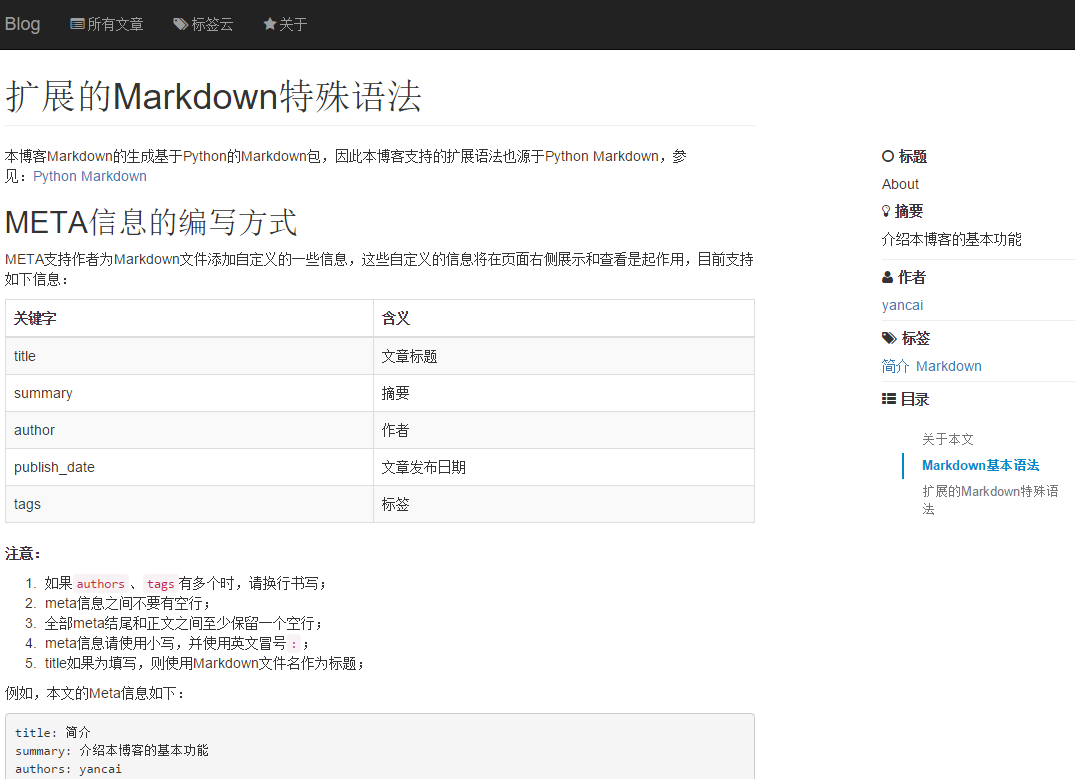 Blog 所有文章 标签云 关于
扩展的Markdown特殊语法
本博客Markdown的生成基于Python的Markdown包，因此本博客支持的扩展语法也源于Python Markdown，参
见：Python Markdown
META信息的编写方式
META支持作者为Markdown文件添加自定义的一些信息，这些自定义的信息将在页面右侧展示和查看是起作用，目前支持
如下信息：
关键字 含义
title 文章标题
summary 摘要
author 作者
publish_date 文章发布日期
tags 标签
注意：
1. 如果 authors 、 tags 有多个时，请换行书写；
2. meta信息之间不要有空行；
3. 全部meta结尾和正文之间至少保留一个空行；
4. meta信息请使用小写，并使用英文冒号 : ；
5. title如果为填写，则使用Markdown文件名作为标题；
例如，本文的Meta信息如下：
title: 简介
summary: 介绍本博客的基本功能
authors: yancai
标题
About
摘要
介绍本博客的基本功能
作者
yancai
标签
简介 Markdown
目录
关于本文
Markdown基本语法
扩展的Markdown特殊语
法